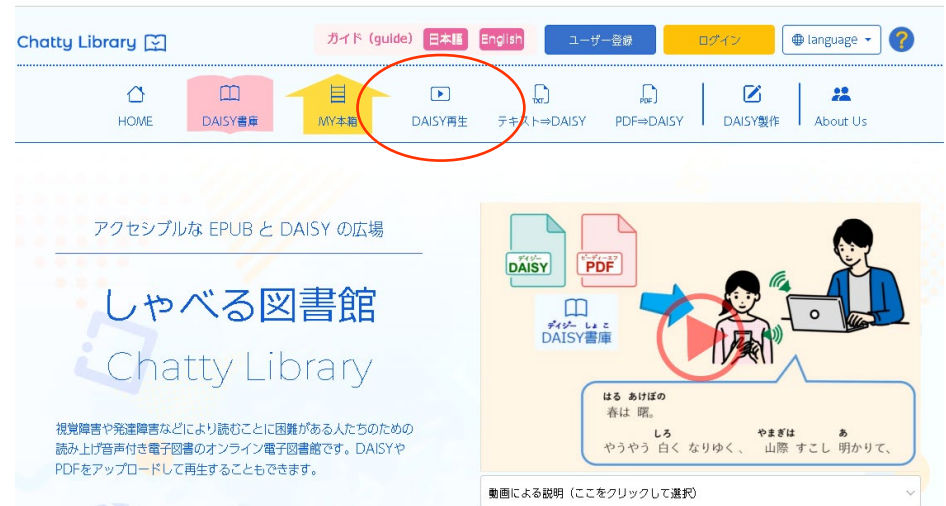 Chatty Library
ガイド (guide) 日本語 English ユーザー登録 ログイン language ?
HOME DAISY書庫 MY本箱 DAISY再生 テキスト⇒DAISY PDF⇒DAISY DAISY製作 About Us
TXT PDF
アクセシブルな EPUB と DAISY の広場
しゃべる図書館
Chatty Library
視覚障害や発達障害などにより読むことに困難がある人たちのための
読み上げ音声付き電子図書のオンライン電子図書館です。DAISYや
PDFをアップロードして再生することもできます。
デイジー ピーディーエフ
DAISY PDF
デイジー しょこ
DAISY書庫
はる あけぼの
春は 曙。
しろ やまぎは あ
やうやう 白く なりゆく、 山際 すこし 明かりて、
動画による説明（ここをクリックして選択）